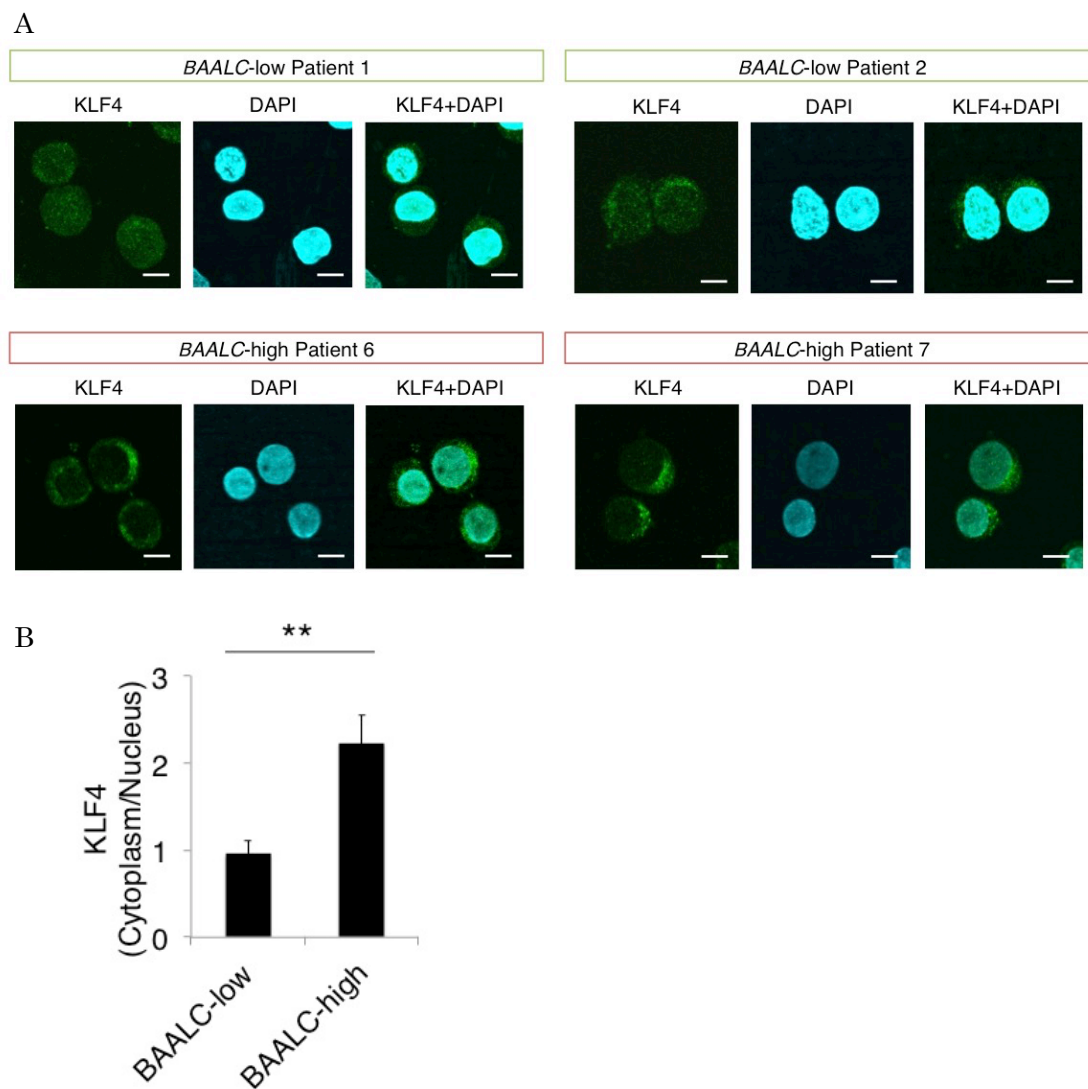 A
BAALC-low Patient 1
BAALC-low Patient 2
KLF4 DAPI KLF4+DAPI
KLF4 DAPI KLF4+DAPI
BAALC-high Patient 6
BAALC-high Patient 7
KLF4 DAPI KLF4+DAPI
KLF4 DAPI KLF4+DAPI
B
**
KLF4
(Cytoplasm/Nucleus)
3
2
1
0
BAALC-low
BAALC-high